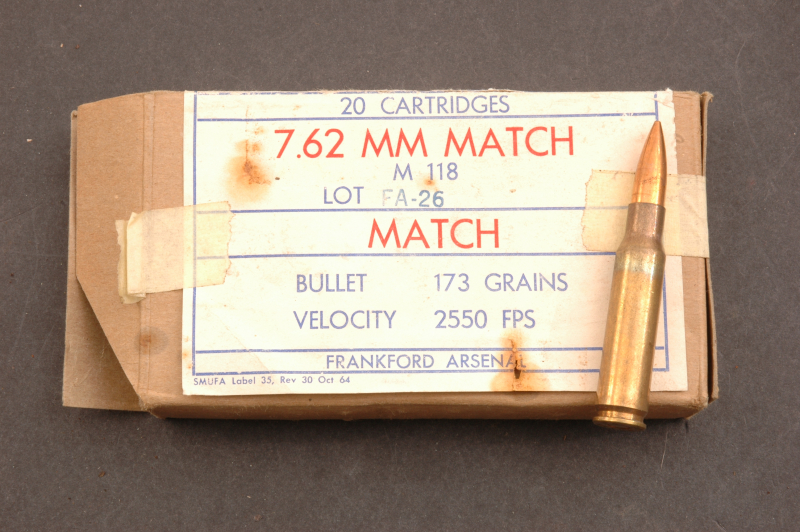 20 CARTRIDGES
7.62 MM MATCH
M 118
LOT FA-26
MATCH
BULLET 173 GRAINS
VELOCITY 2550 FPS
FRANKFORD ARSENAL
SMUFA Label 35, Rev 30 Oct 64